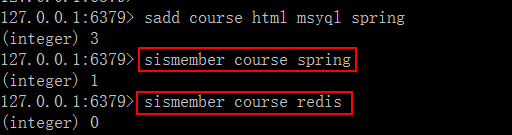 127.0.0.1:6379> sadd course html msyql spring
(integer) 3
127.0.0.1:6379> sismember course spring
(integer) 1
127.0.0.1:6379> sismember course redis
(integer) 0